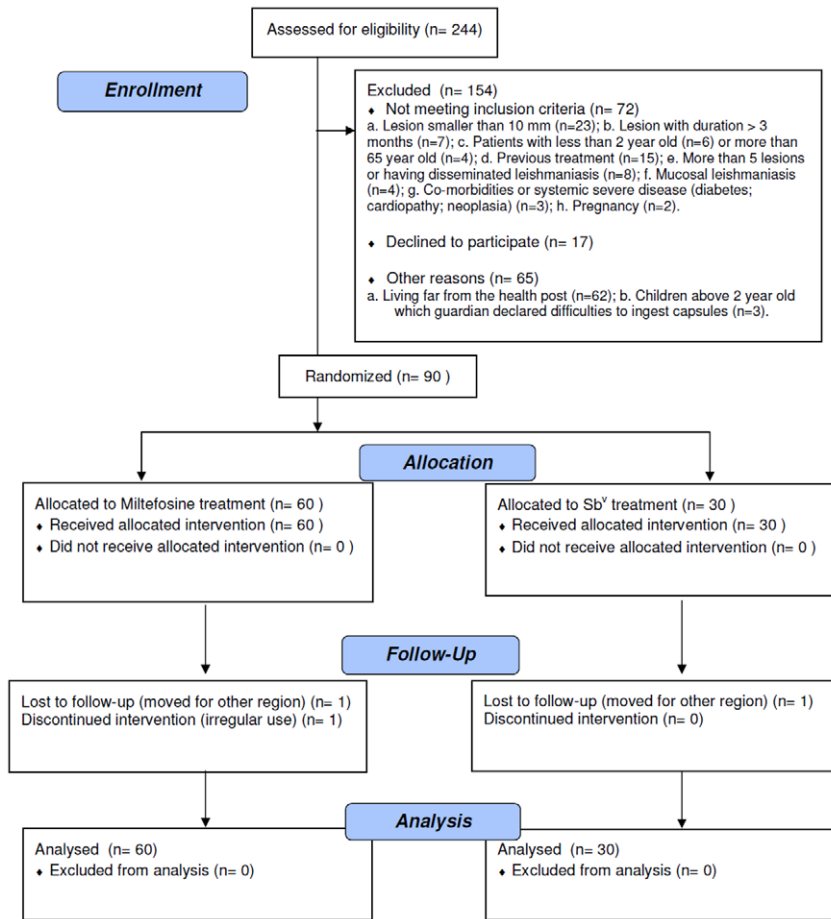 Assessed for eligibility (n= 244)
Enrollment
Excluded (n= 154)
♦ Not meeting inclusion criteria (n= 72)
a. Lesion smaller than 10 mm (n=23); b. Lesion with duration > 3
months (n=7); c. Patients with less than 2 year old (n=6) or more than
65 year old (n=4); d. Previous treatment (n=15); e. More than 5 lesions
or having disseminated leishmaniasis (n=8); f. Mucosal leishmaniasis
(n=4); g. Co-morbidities or systemic severe disease (diabetes;
cardiopathy; neoplasia) (n=3); h. Pregnancy (n=2).
♦ Declined to participate (n= 17)
♦ Other reasons (n= 65)
a. Living far from the health post (n=62); b. Children above 2 year old
which guardian declared difficulties to ingest capsules (n=3).
Randomized (n= 90 )
Allocation
Allocated to Miltefosine treatment (n= 60 )
♦ Received allocated intervention (n= 60 )
♦ Did not receive allocated intervention (n= 0 )
Allocated to Sbᵛ treatment (n= 30 )
♦ Received allocated intervention (n= 30 )
♦ Did not receive allocated intervention (n= 0 )
Follow-Up
Lost to follow-up (moved for other region) (n= 1)
Discontinued intervention (irregular use) (n= 1)
Lost to follow-up (moved for other region) (n= 1)
Discontinued intervention (n= 0)
Analysis
Analysed (n= 60)
♦ Excluded from analysis (n= 0)
Analysed (n= 30)
♦ Excluded from analysis (n= 0)